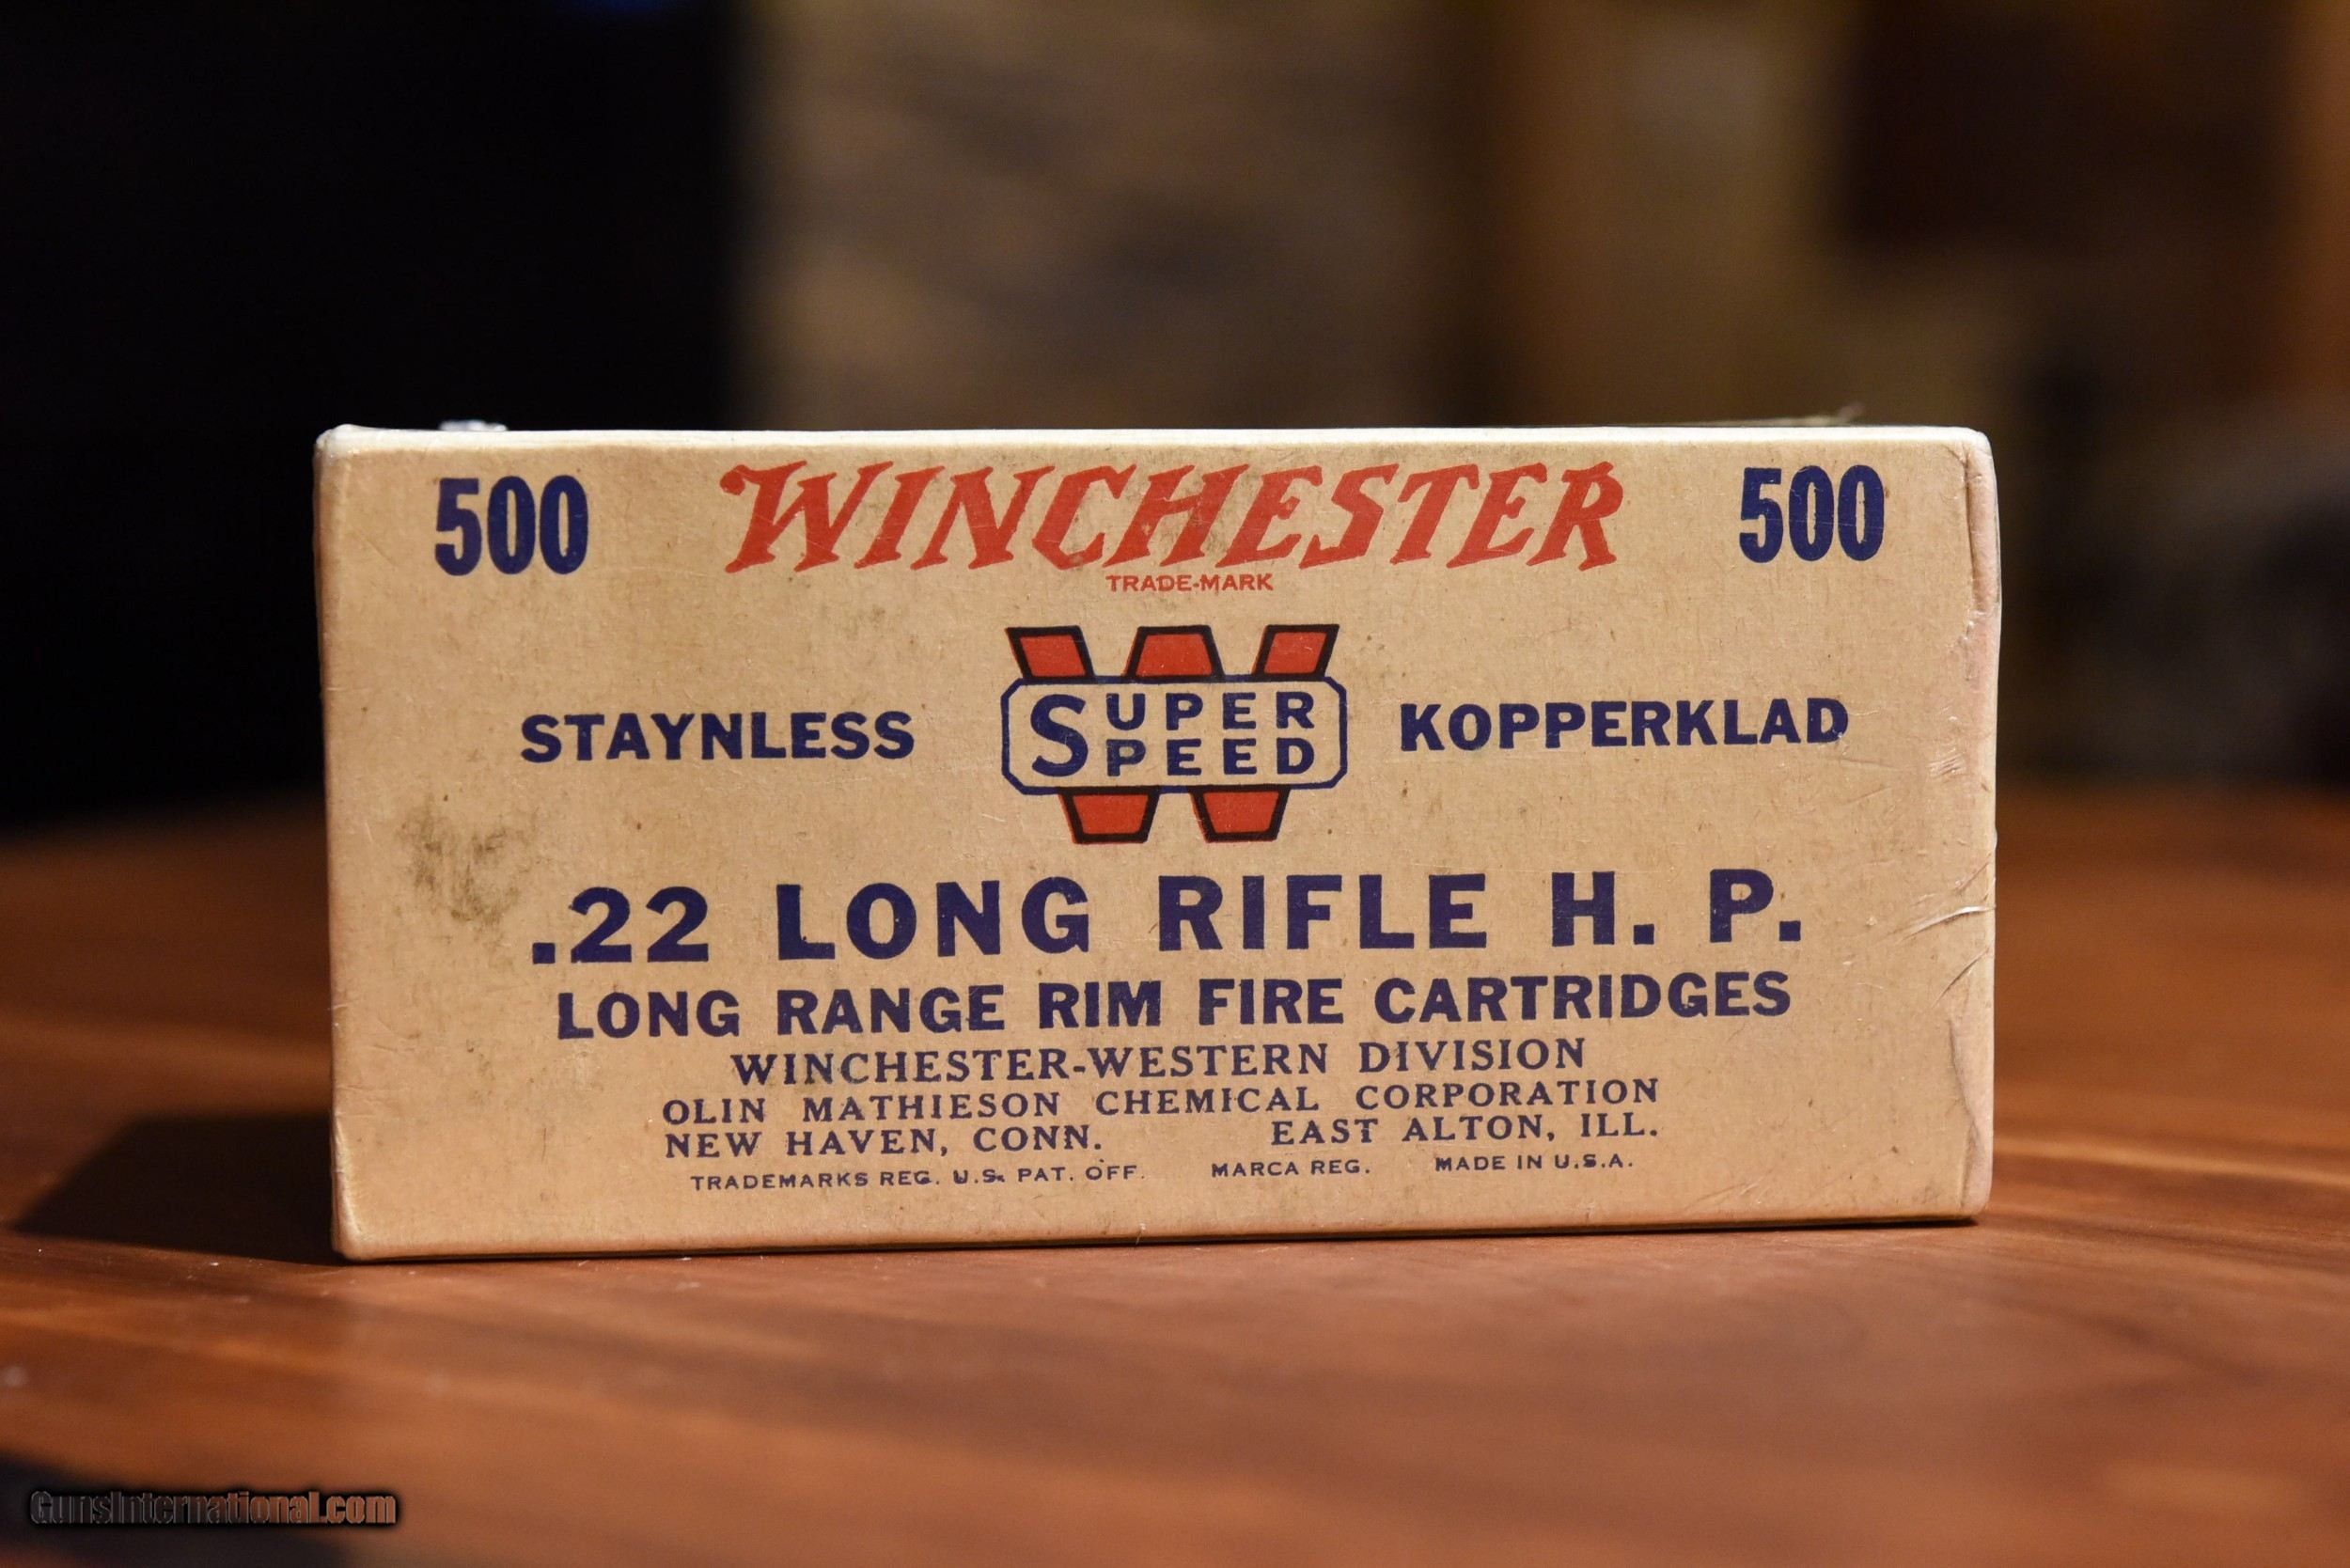 500 WINCHESTER 500
TRADE-MARK
STAYNLESS SUPER SPEED KOPPERKLAD
.22 LONG RIFLE H. P.
LONG RANGE RIM FIRE CARTRIDGES
WINCHESTER-WESTERN DIVISION
OLIN MATHIESON CHEMICAL CORPORATION
NEW HAVEN, CONN. EAST ALTON, ILL.
TRADEMARKS REG. U.S. PAT. OFF. MARCA REG. MADE IN U.S.A.
GunsInternational.com